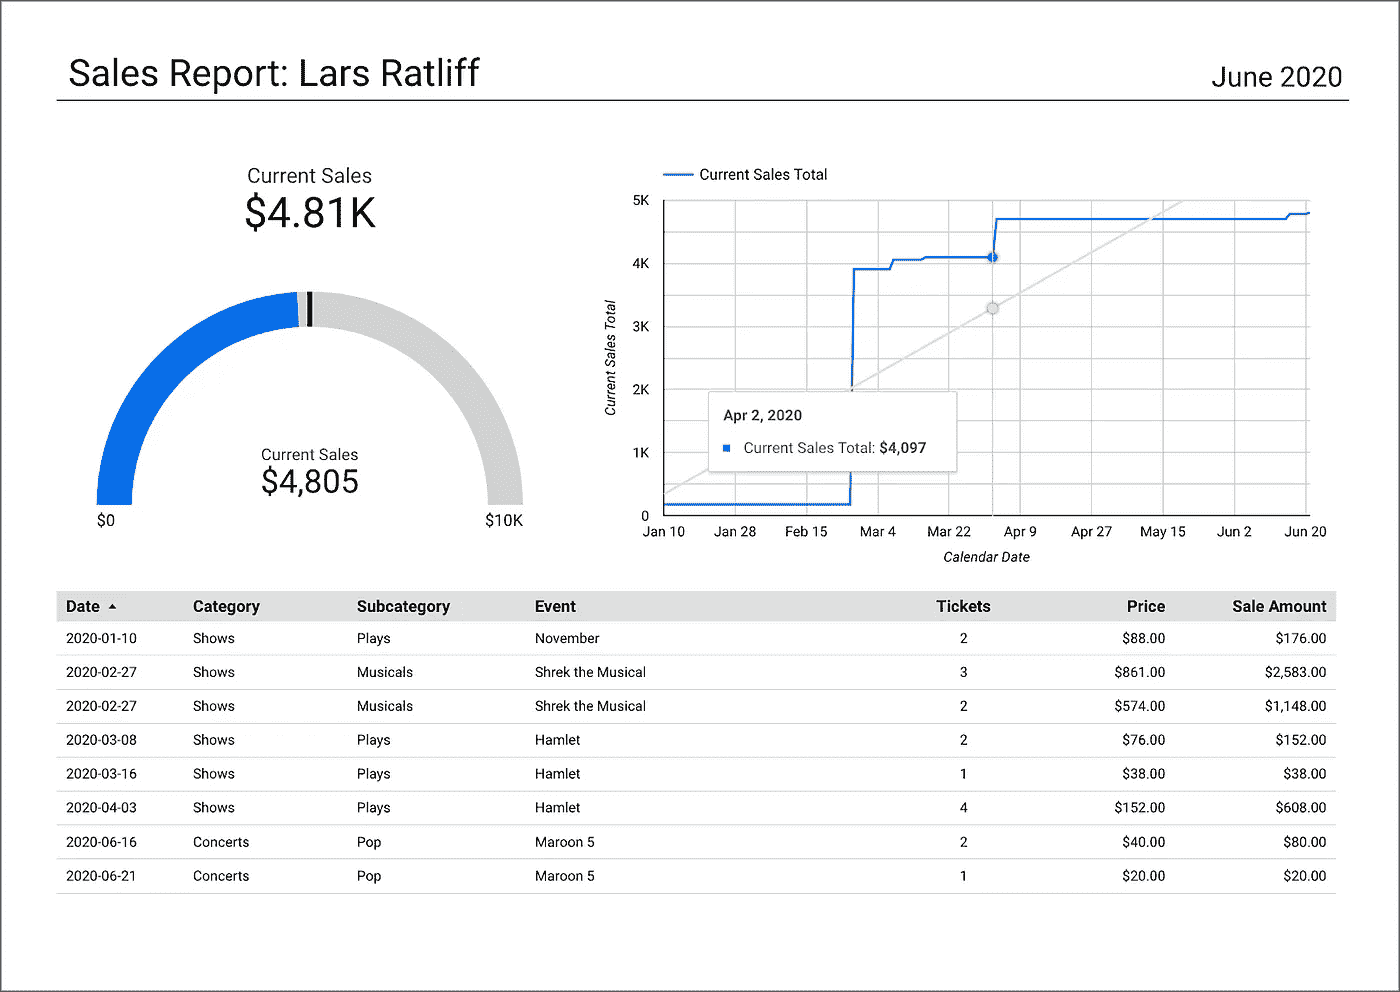 Sales Report: Lars Ratliff
June 2020
Current Sales
$4.81K
Current Sales
$4,805
$0
$10K
Current Sales Total
5K
4K
3K
2K
1K
0
Current Sales Total
Apr 2, 2020
Current Sales Total: $4,097
Jan 10 Jan 28 Feb 15 Mar 4 Mar 22 Apr 9 Apr 27 May 15 Jun 2 Jun 20
Calendar Date
Date Category Subcategory Event Tickets Price Sale Amount
2020-01-10 Shows Plays November 2 $88.00 $176.00
2020-02-27 Shows Musicals Shrek the Musical 3 $861.00 $2,583.00
2020-02-27 Shows Musicals Shrek the Musical 2 $574.00 $1,148.00
2020-03-08 Shows Plays Hamlet 2 $76.00 $152.00
2020-03-16 Shows Plays Hamlet 1 $38.00 $38.00
2020-04-03 Shows Plays Hamlet 4 $152.00 $608.00
2020-06-16 Concerts Pop Maroon 5 2 $40.00 $80.00
2020-06-21 Concerts Pop Maroon 5 1 $20.00 $20.00